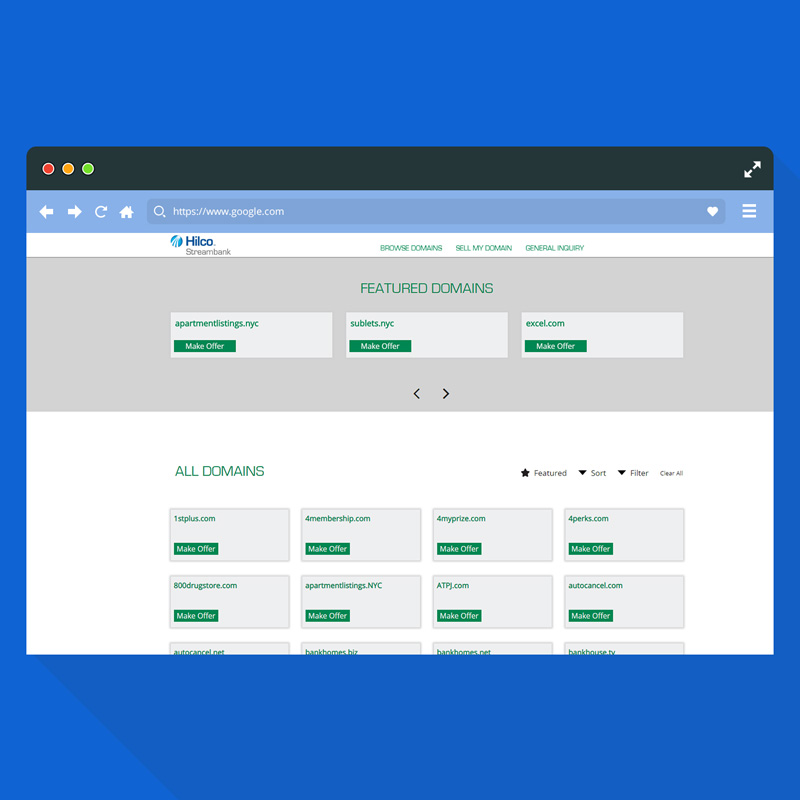 https://www.google.com
Hilco.
Streambank
BROWSE DOMAINS SELL MY DOMAIN GENERAL INQUIRY
FEATURED DOMAINS
apartmentlistings.nyc sublets.nyc excel.com
Make Offer Make Offer Make Offer
ALL DOMAINS
Featured Sort Filter Clear All
1stplus.com 4membership.com 4myprize.com 4perks.com
Make Offer Make Offer Make Offer Make Offer
800drugstore.com apartmentlistings.NYC ATPJ.com autocancel.com
Make Offer Make Offer Make Offer Make Offer
autocancel.net bankhomes.biz bankhomes.net bankhouse.tv